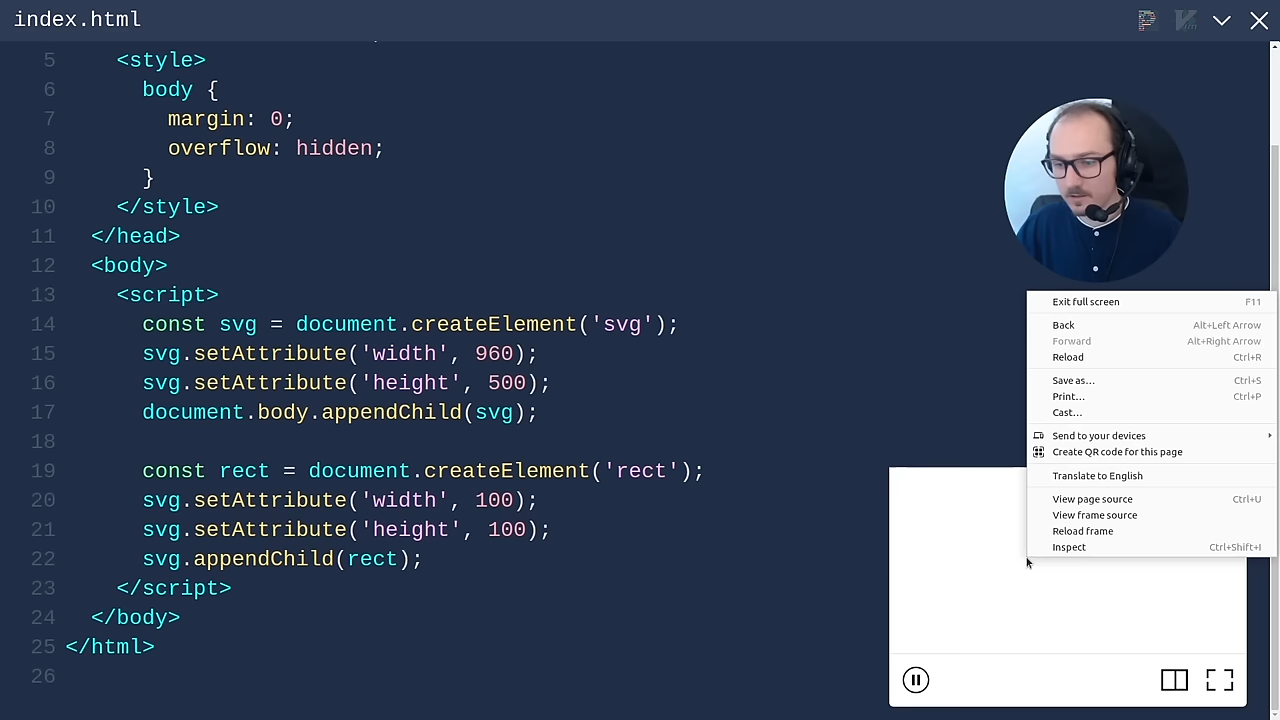 index.html
5 <style>
6 body {
7 margin: 0;
8 overflow: hidden;
9 }
10 </style>
11 </head>
12 <body>
13 <script>
14 const svg = document.createElement('svg');
15 svg.setAttribute('width', 960);
16 svg.setAttribute('height', 500);
17 document.body.appendChild(svg);
18
19 const rect = document.createElement('rect');
20 svg.setAttribute('width', 100);
21 svg.setAttribute('height', 100);
22 svg.appendChild(rect);
23 </script>
24 </body>
25 </html>
26
Exit full screen F11
Back Alt+Left Arrow
Forward Alt+Right Arrow
Reload Ctrl+R
Save as... Ctrl+S
Print... Ctrl+P
Cast...
Send to your devices
Create QR code for this page
Translate to English
View page source Ctrl+U
View frame source
Reload frame
Inspect Ctrl+Shift+I